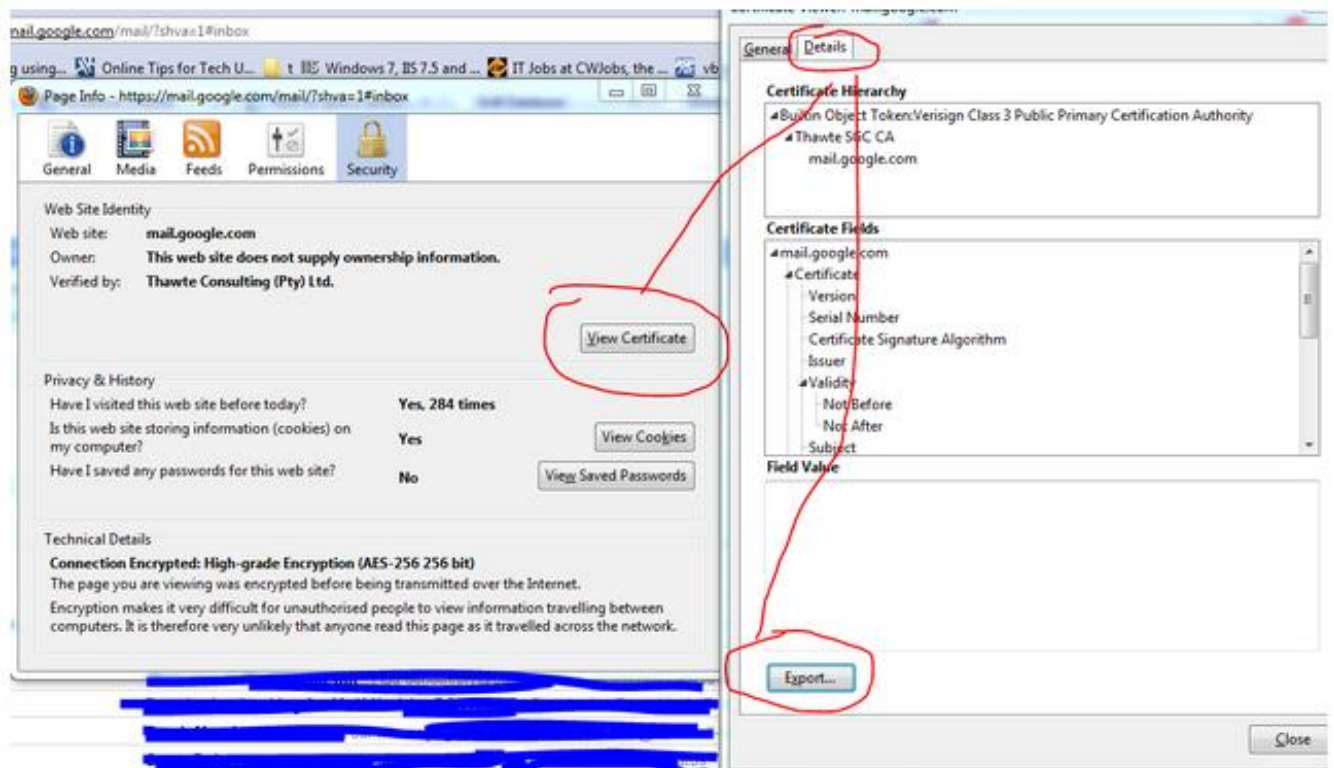 mail.google.com/mail/?shva=1#inbox
g using... Online Tips for Tech U... t IIS Windows 7, IIS 7.5 and ... IT Jobs at CWJobs, the ... vb
Page Info - https://mail.google.com/mail/?shva=1#inbox
General Media Feeds Permissions Security
Web Site Identity
Web site: mail.google.com
Owner: This web site does not supply ownership information.
Verified by: Thawte Consulting (Pty) Ltd.
View Certificate
Privacy & History
Have I visited this web site before today? Yes, 284 times
Is this web site storing information (cookies) on
my computer? Yes View Cookies
Have I saved any passwords for this web site? No View Saved Passwords
Technical Details
Connection Encrypted: High-grade Encryption (AES-256 256 bit)
The page you are viewing was encrypted before being transmitted over the Internet.
Encryption makes it very difficult for unauthorised people to view information travelling between
computers. It is therefore very unlikely that anyone read this page as it travelled across the network.
Certificate Viewer: mail.google.com
General Details
Certificate Hierarchy
Builtin Object Token:Verisign Class 3 Public Primary Certification Authority
Thawte SGC CA
mail.google.com
Certificate Fields
mail.google.com
Certificate
Version
Serial Number
Certificate Signature Algorithm
Issuer
Validity
Not Before
Not After
Subject
Field Value
Export...
Close